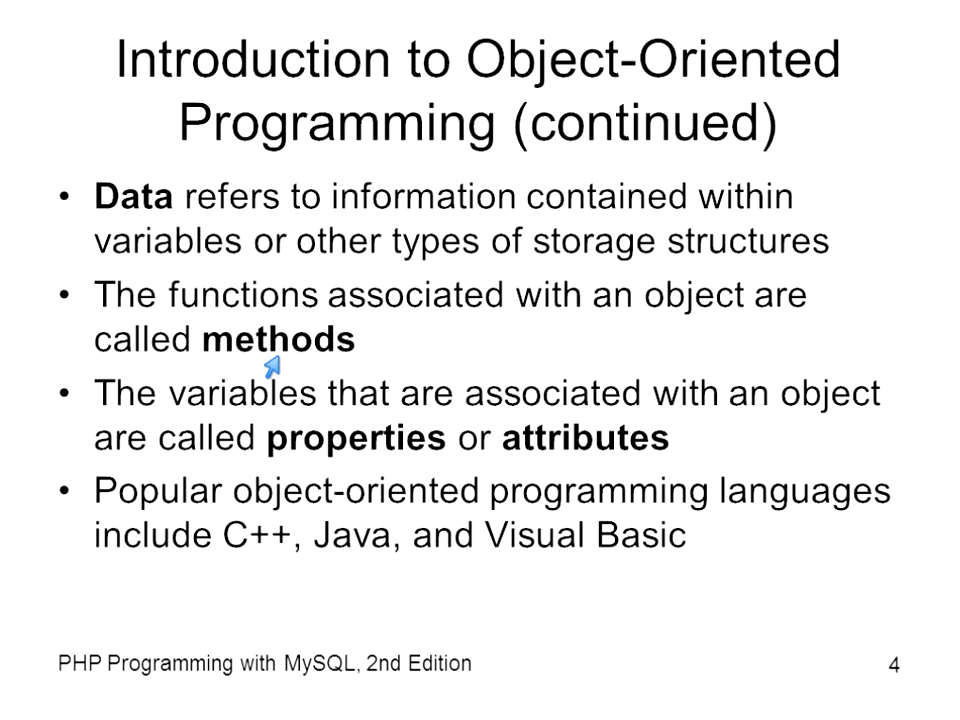 Introduction to Object-Oriented
Programming (continued)
• Data refers to information contained within
variables or other types of storage structures
• The functions associated with an object are
called methods
• The variables that are associated with an object
are called properties or attributes
• Popular object-oriented programming languages
include C++, Java, and Visual Basic
PHP Programming with MySQL, 2nd Edition
4